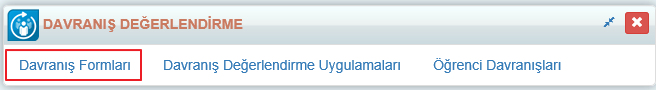 DAVRANIŞ DEĞERLENDİRME
Davranış Formları Davranış Değerlendirme Uygulamaları Öğrenci Davranışları